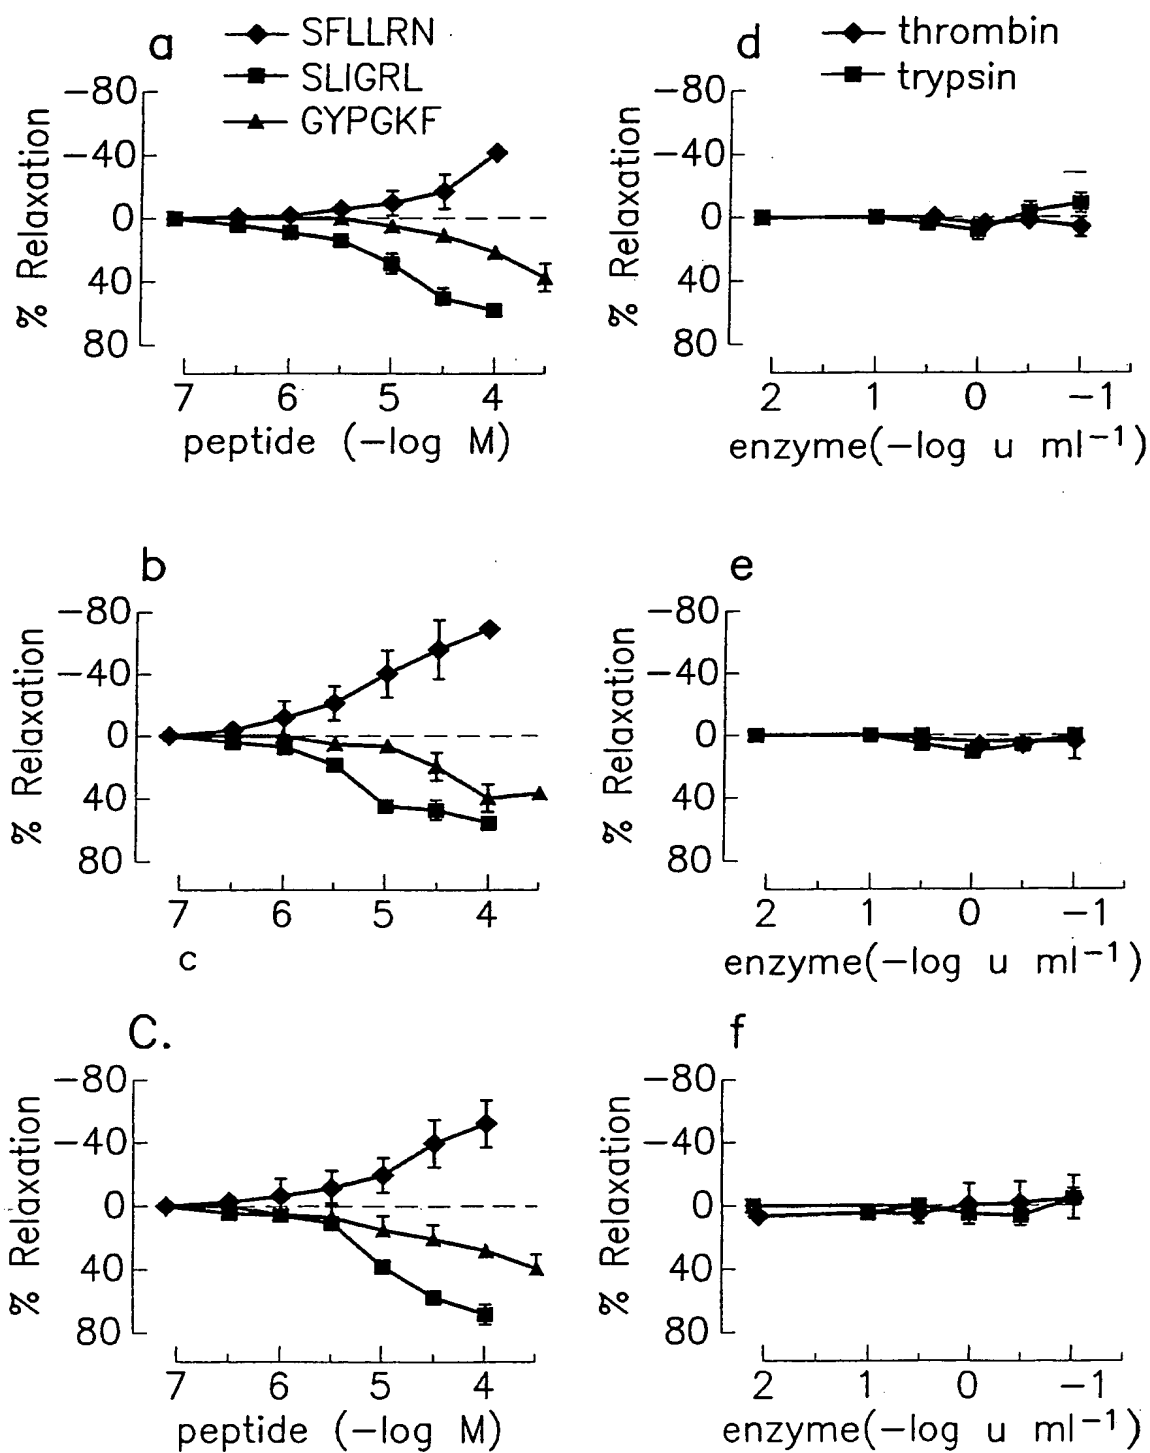 a
SFLLRN
SLIGRL
GYPGKF
−80
−40
0
40
80
% Relaxation
7 6 5 4
peptide (−log M)
d
thrombin
trypsin
−80
−40
0
40
80
% Relaxation
2 1 0 −1
enzyme(−log u ml⁻¹)
b
−80
−40
0
40
80
% Relaxation
7 6 5 4
c
e
−80
−40
0
40
80
% Relaxation
2 1 0 −1
enzyme(−log u ml⁻¹)
C.
−80
−40
0
40
80
% Relaxation
7 6 5 4
peptide (−log M)
f
−80
−40
0
40
80
% Relaxation
2 1 0 −1
enzyme(−log u ml⁻¹)